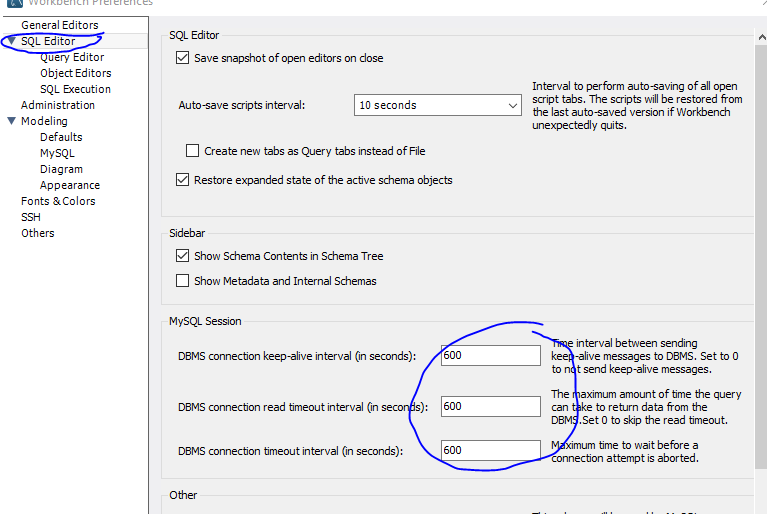 Workbench Preferences
General Editors
SQL Editor
Query Editor
Object Editors
SQL Execution
Administration
Modeling
Defaults
MySQL
Diagram
Appearance
Fonts & Colors
SSH
Others
SQL Editor
Save snapshot of open editors on close
Auto-save scripts interval:
10 seconds
Interval to perform auto-saving of all open
script tabs. The scripts will be restored from
the last auto-saved version if Workbench
unexpectedly quits.
Create new tabs as Query tabs instead of File
Restore expanded state of the active schema objects
Sidebar
Show Schema Contents in Schema Tree
Show Metadata and Internal Schemas
MySQL Session
DBMS connection keep-alive interval (in seconds):
600
Time interval between sending
keep-alive messages to DBMS. Set to 0
to not send keep-alive messages.
DBMS connection read timeout interval (in seconds):
600
The maximum amount of time the query
can take to return data from the
DBMS.Set 0 to skip the read timeout.
DBMS connection timeout interval (in seconds):
600
Maximum time to wait before a
connection attempt is aborted.
Other